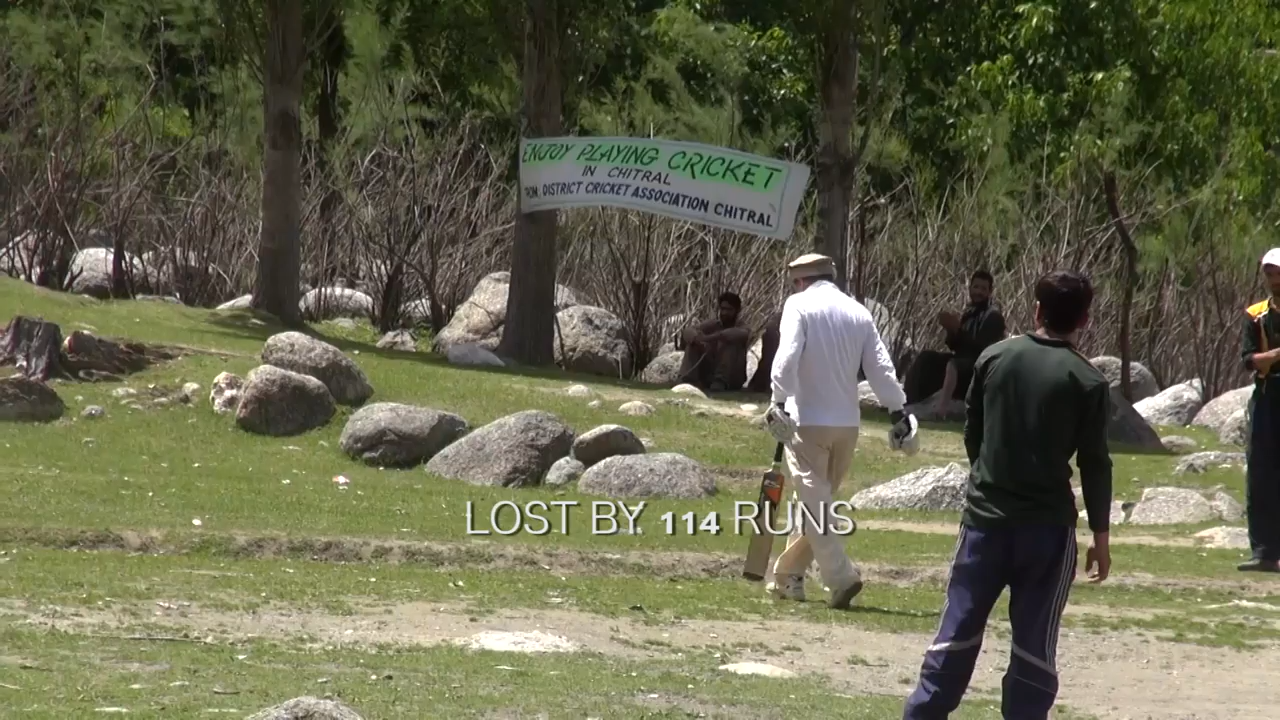 ENJOY PLAYING CRICKET
IN CHITRAL
DISTRICT CRICKET ASSOCIATION CHITRAL
LOST BY 114 RUNS